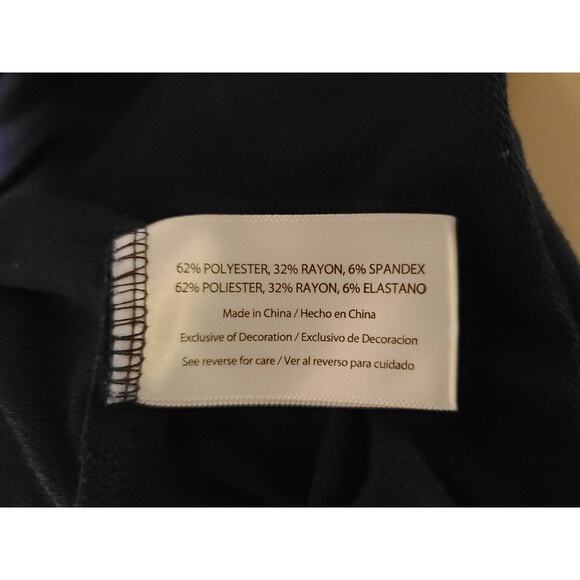 62% POLYESTER, 32% RAYON, 6% SPANDEX
62% POLIESTER, 32% RAYON, 6% ELASTANO
Made in China / Hecho en China
Exclusive of Decoration / Exclusivo de Decoracion
See reverse for care / Ver al reverso para cuidado